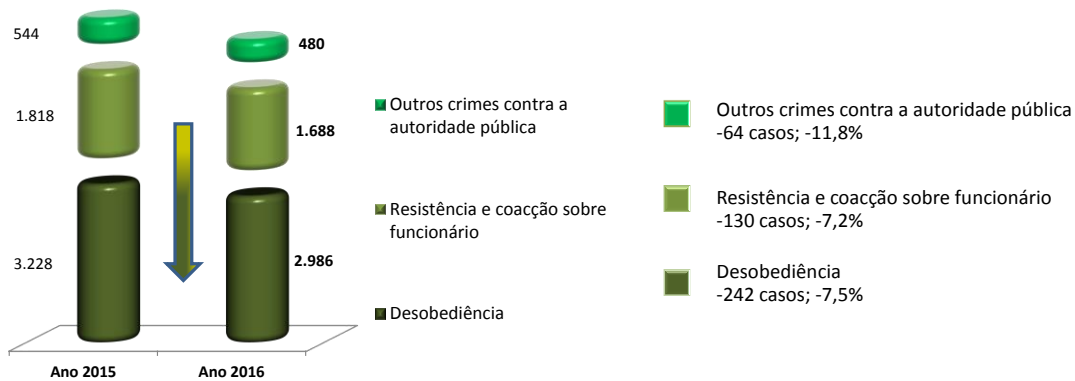 544
480
1.818
1.688
3.228
2.986
Ano 2015
Ano 2016
Outros crimes contra a
autoridade pública
Resistência e coacção sobre
funcionário
Desobediência
Outros crimes contra a autoridade pública
-64 casos; -11,8%
Resistência e coacção sobre funcionário
-130 casos; -7,2%
Desobediência
-242 casos; -7,5%